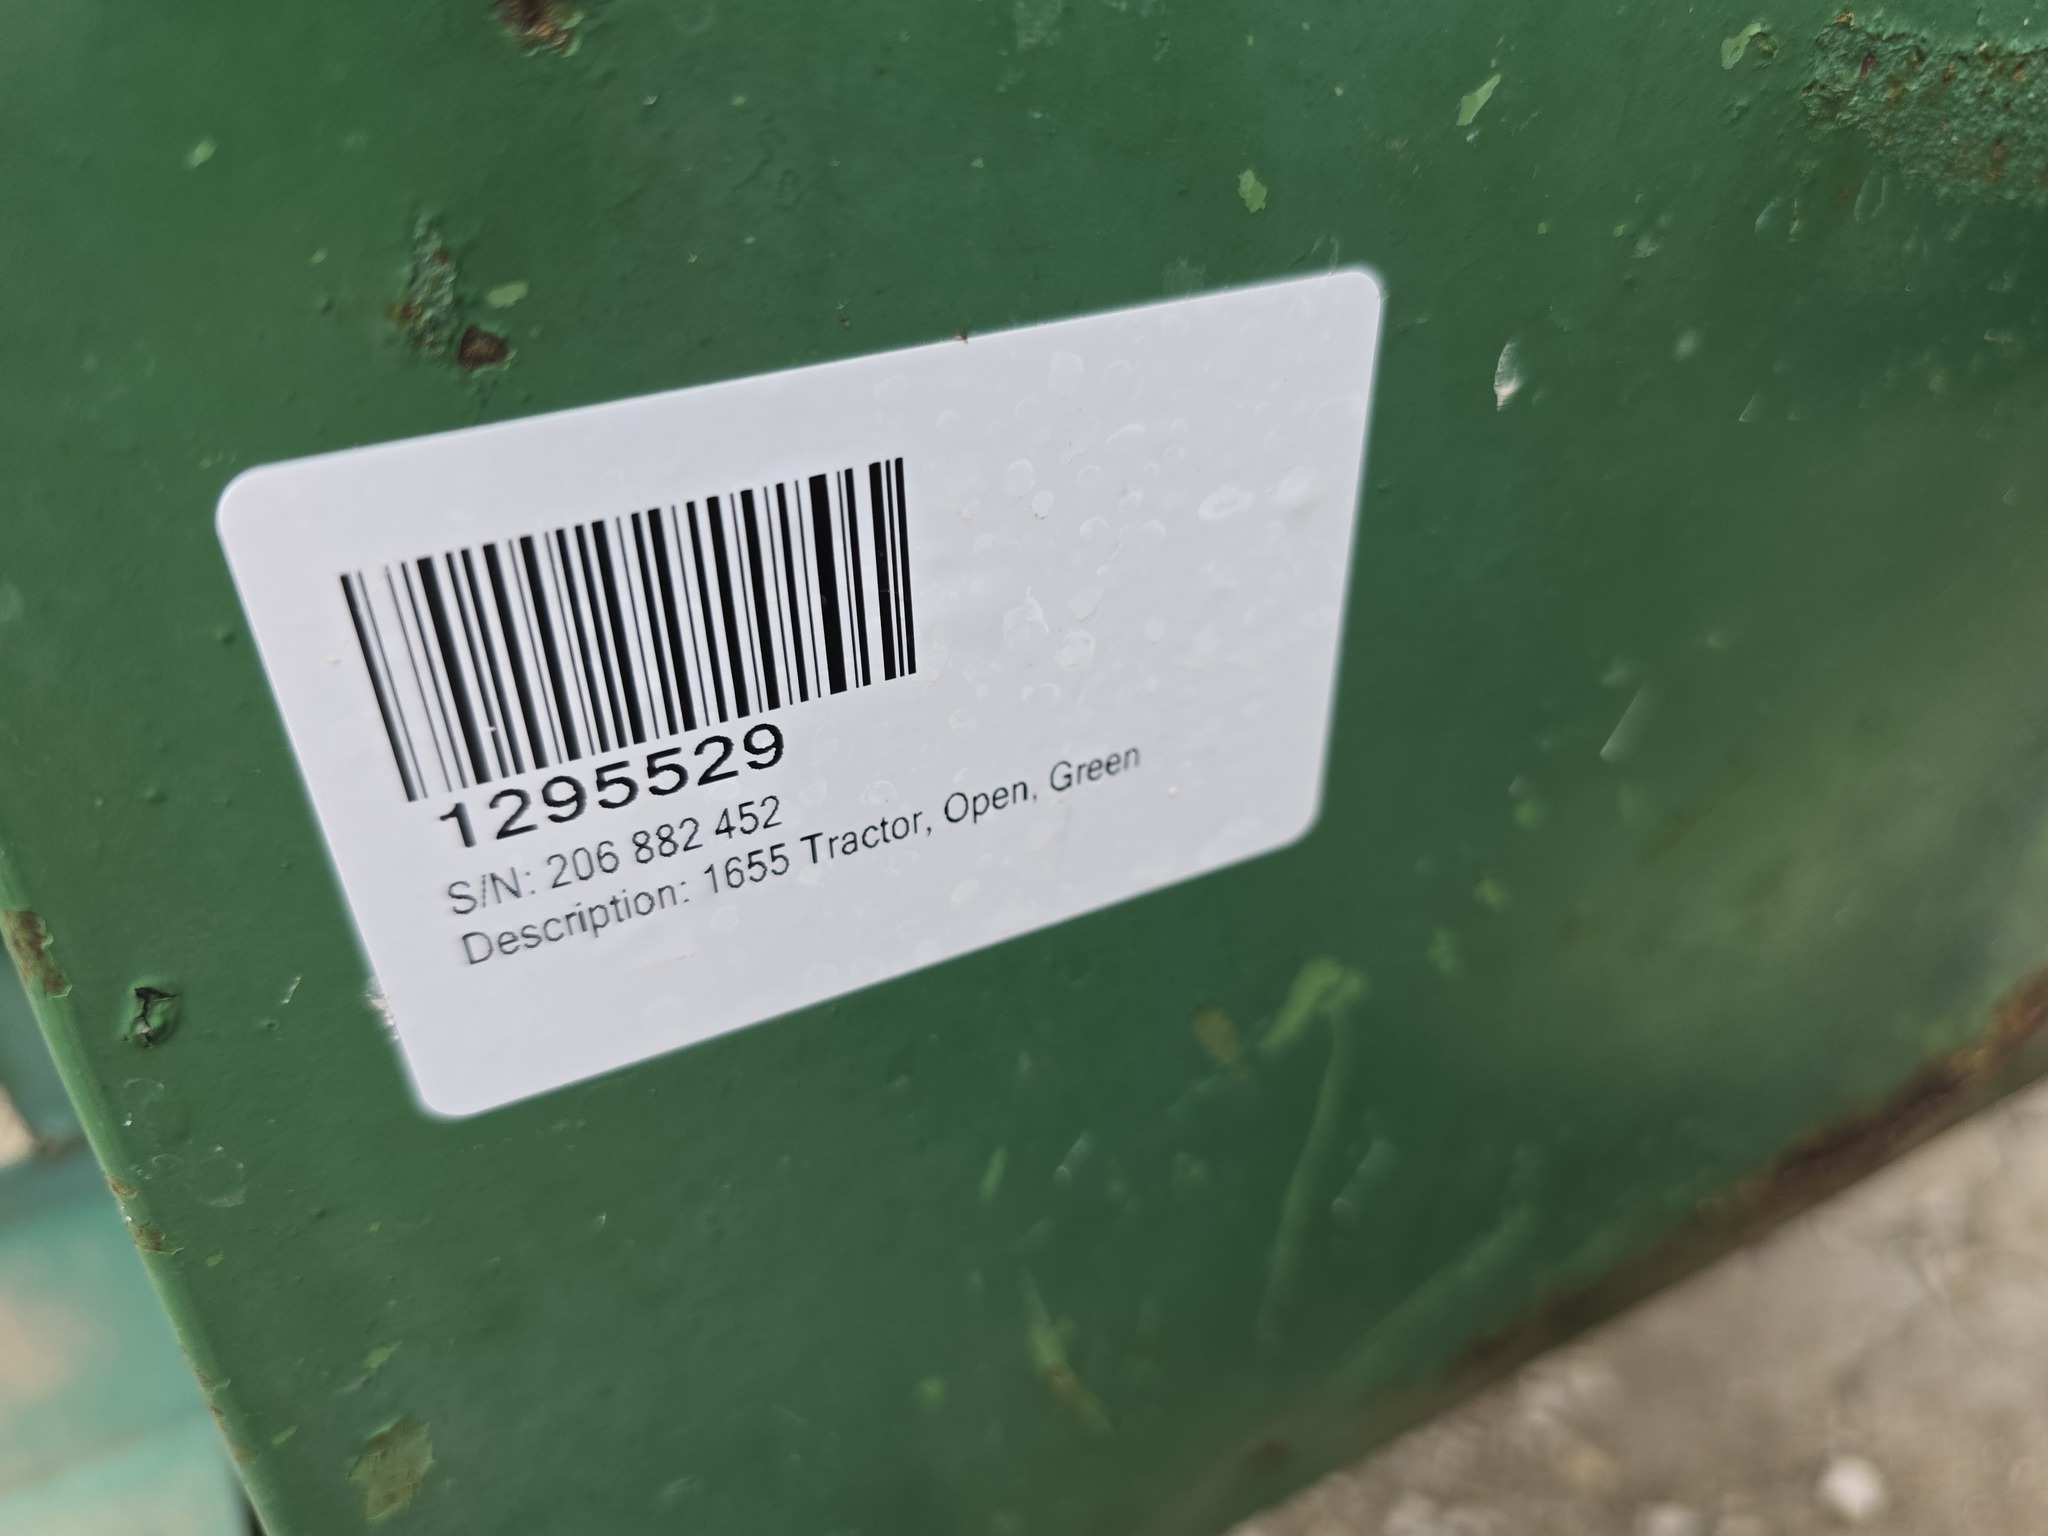 1295529
S/N: 206 882 452
Description: 1655 Tractor, Open, Green